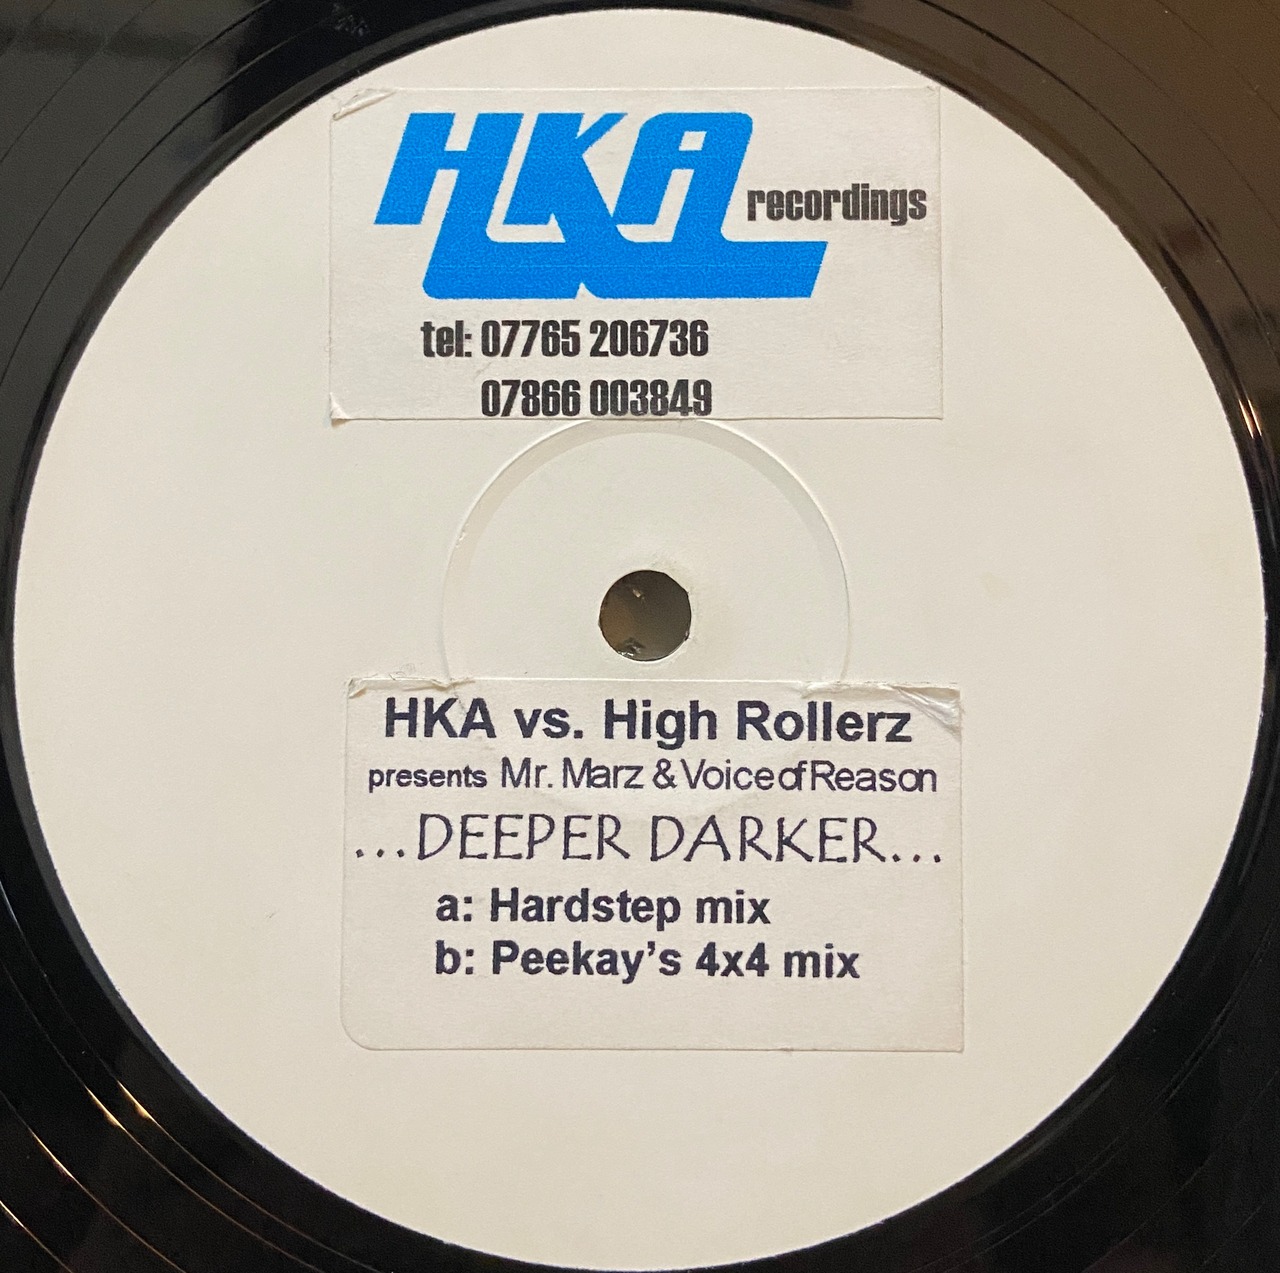 HKA recordings
tel: 07765 206736
07866 003849
HKA vs. High Rollerz
presents Mr. Marz & Voice of Reason
...DEEPER DARKER...
a: Hardstep mix
b: Peekay's 4x4 mix